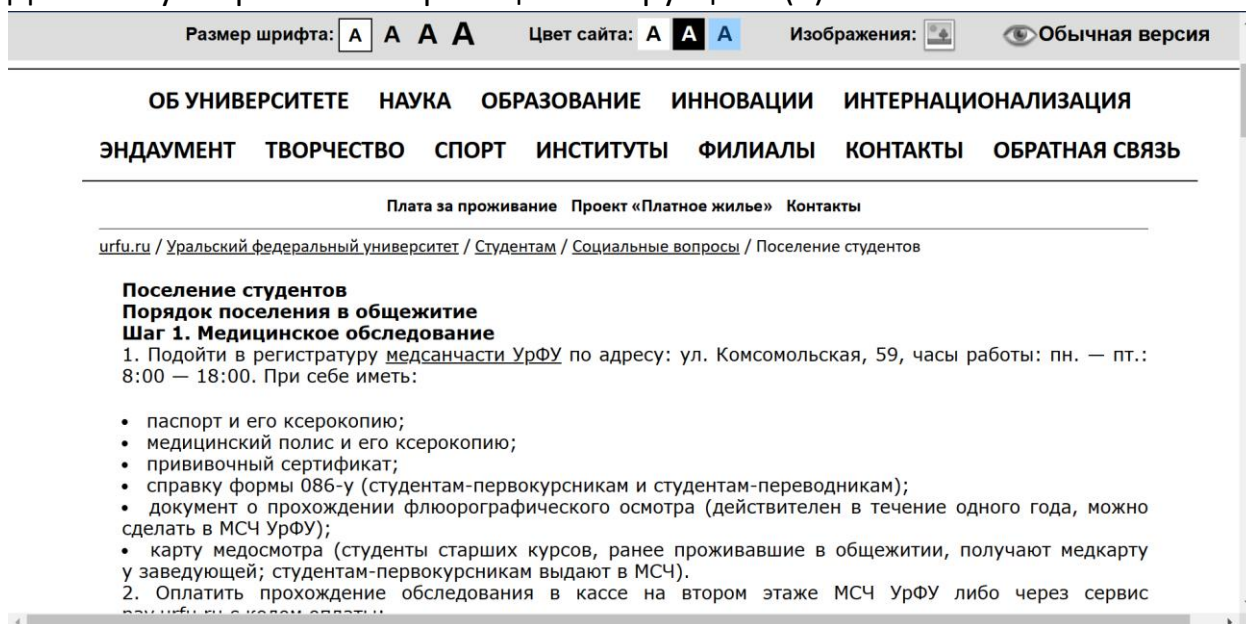 Размер шрифта: А А А А Цвет сайта: А А А Изображения: Обычная версия
ОБ УНИВЕРСИТЕТЕ НАУКА ОБРАЗОВАНИЕ ИННОВАЦИИ ИНТЕРНАЦИОНАЛИЗАЦИЯ
ЭНДАУМЕНТ ТВОРЧЕСТВО СПОРТ ИНСТИТУТЫ ФИЛИАЛЫ КОНТАКТЫ ОБРАТНАЯ СВЯЗЬ
Плата за проживание Проект «Платное жилье» Контакты
urfu.ru / Уральский федеральный университет / Студентам / Социальные вопросы / Поселение студентов
Поселение студентов
Порядок поселения в общежитие
Шаг 1. Медицинское обследование
1. Подойти в регистратуру медсанчасти УрФУ по адресу: ул. Комсомольская, 59, часы работы: пн. — пт.:
8:00 — 18:00. При себе иметь:
• паспорт и его ксерокопию;
• медицинский полис и его ксерокопию;
• прививочный сертификат;
• справку формы 086-у (студентам-первокурсникам и студентам-переводникам);
• документ о прохождении флюорографического осмотра (действителен в течение одного года, можно
сделать в МСЧ УрФУ);
• карту медосмотра (студенты старших курсов, ранее проживавшие в общежитии, получают медкарту
у заведующей; студентам-первокурсникам выдают в МСЧ).
2. Оплатить прохождение обследования в кассе на втором этаже МСЧ УрФУ либо через сервис